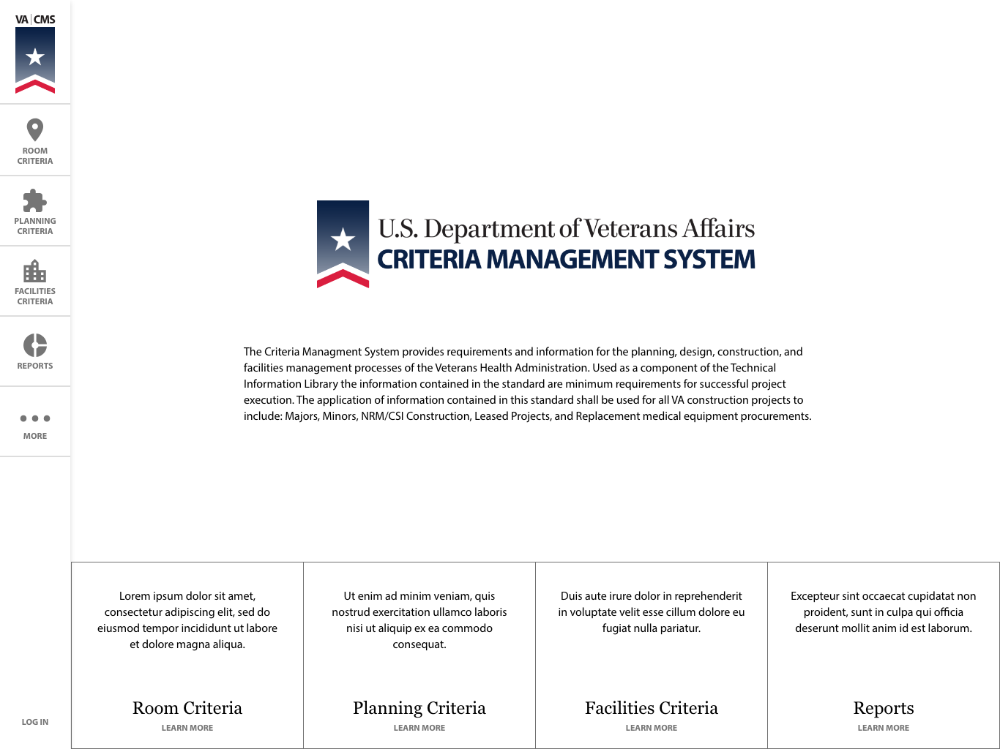 VA | CMS
ROOM
CRITERIA
PLANNING
CRITERIA
FACILITIES
CRITERIA
REPORTS
MORE
LOG IN
U.S. Department of Veterans Affairs
CRITERIA MANAGEMENT SYSTEM
The Criteria Managment System provides requirements and information for the planning, design, construction, and
facilities management processes of the Veterans Health Administration. Used as a component of the Technical
Information Library the information contained in the standard are minimum requirements for successful project
execution. The application of information contained in this standard shall be used for all VA construction projects to
include: Majors, Minors, NRM/CSI Construction, Leased Projects, and Replacement medical equipment procurements.
Lorem ipsum dolor sit amet,
consectetur adipiscing elit, sed do
eiusmod tempor incididunt ut labore
et dolore magna aliqua.
Room Criteria
LEARN MORE
Ut enim ad minim veniam, quis
nostrud exercitation ullamco laboris
nisi ut aliquip ex ea commodo
consequat.
Planning Criteria
LEARN MORE
Duis aute irure dolor in reprehenderit
in voluptate velit esse cillum dolore eu
fugiat nulla pariatur.
Facilities Criteria
LEARN MORE
Excepteur sint occaecat cupidatat non
proident, sunt in culpa qui officia
deserunt mollit anim id est laborum.
Reports
LEARN MORE